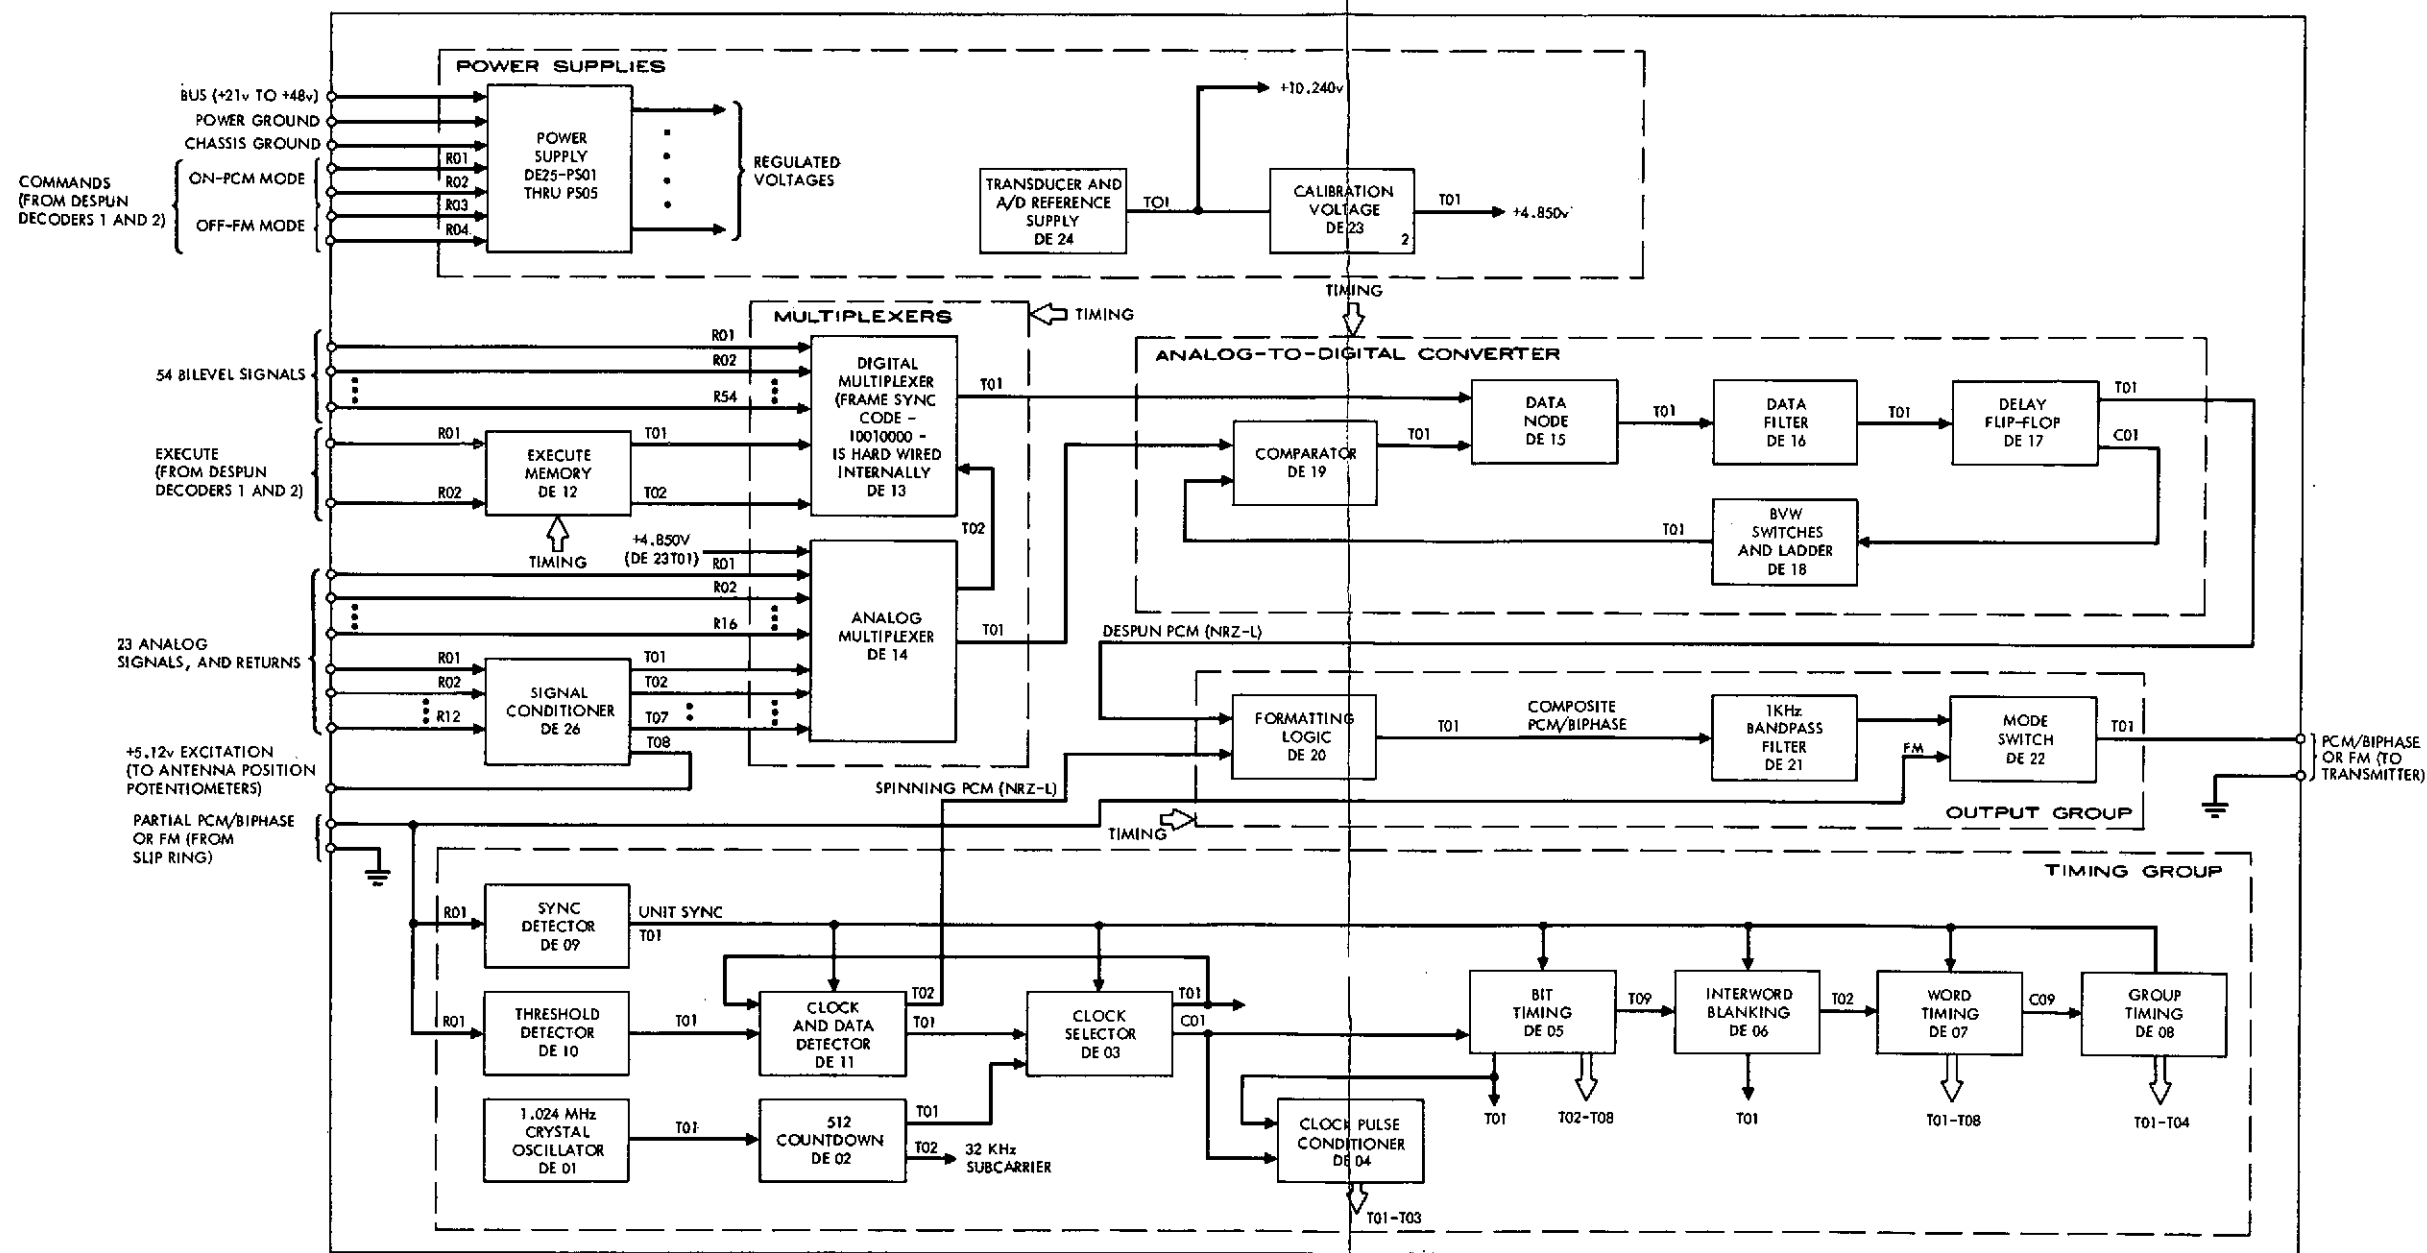 POWER SUPPLIES
BUS (+21v TO +48v)
POWER GROUND
CHASSIS GROUND
COMMANDS
(FROM DESPUN
DECODERS 1 AND 2)
ON-PCM MODE
OFF-FM MODE
R01
R02
R03
R04
POWER
SUPPLY
DE25-PS01
THRU PS05
REGULATED
VOLTAGES
TRANSDUCER AND
A/D REFERENCE
SUPPLY
DE 24
T01
+10.240v
CALIBRATION
VOLTAGE
DE 23
2
T01
+4.850v
TIMING
MULTIPLEXERS
TIMING
54 BILEVEL SIGNALS
R01
R02
R54
EXECUTE
(FROM DESPUN
DECODERS 1 AND 2)
R01
R02
EXECUTE
MEMORY
DE 12
T01
T02
TIMING
DIGITAL
MULTIPLEXER
(FRAME SYNC
CODE -
10010000 -
IS HARD WIRED
INTERNALLY
DE 13
T01
T02
+4.850V
(DE 23T01)
R01
R02
R16
23 ANALOG
SIGNALS, AND RETURNS
R01
R02
R12
SIGNAL
CONDITIONER
DE 26
T01
T02
T07
T08
ANALOG
MULTIPLEXER
DE 14
T01
+5.12v EXCITATION
(TO ANTENNA POSITION
POTENTIOMETERS)
ANALOG-TO-DIGITAL CONVERTER
COMPARATOR
DE 19
T01
DATA
NODE
DE 15
T01
DATA
FILTER
DE 16
T01
DELAY
FLIP-FLOP
DE 17
T01
C01
BVW
SWITCHES
AND LADDER
DE 18
T01
DESPUN PCM (NRZ-L)
SPINNING PCM (NRZ-L)
FORMATTING
LOGIC
DE 20
T01
COMPOSITE
PCM/BIPHASE
1KHz
BANDPASS
FILTER
DE 21
FM
MODE
SWITCH
DE 22
T01
PCM/BIPHASE
OR FM (TO
TRANSMITTER)
OUTPUT GROUP
TIMING
PARTIAL PCM/BIPHASE
OR FM (FROM
SLIP RING)
TIMING GROUP
R01
SYNC
DETECTOR
DE 09
UNIT SYNC
T01
R01
THRESHOLD
DETECTOR
DE 10
T01
CLOCK
AND DATA
DETECTOR
DE 11
T02
T01
CLOCK
SELECTOR
DE 03
T01
C01
BIT
TIMING
DE 05
T09
INTERWORD
BLANKING
DE 06
T02
WORD
TIMING
DE 07
C09
GROUP
TIMING
DE 08
T01
T02-T08
T01
T01-T08
T01-T04
1.024 MHz
CRYSTAL
OSCILLATOR
DE 01
T01
512
COUNTDOWN
DE 02
T01
T02
32 KHz
SUBCARRIER
CLOCK PULSE
CONDITIONER
DE 04
T01-T03